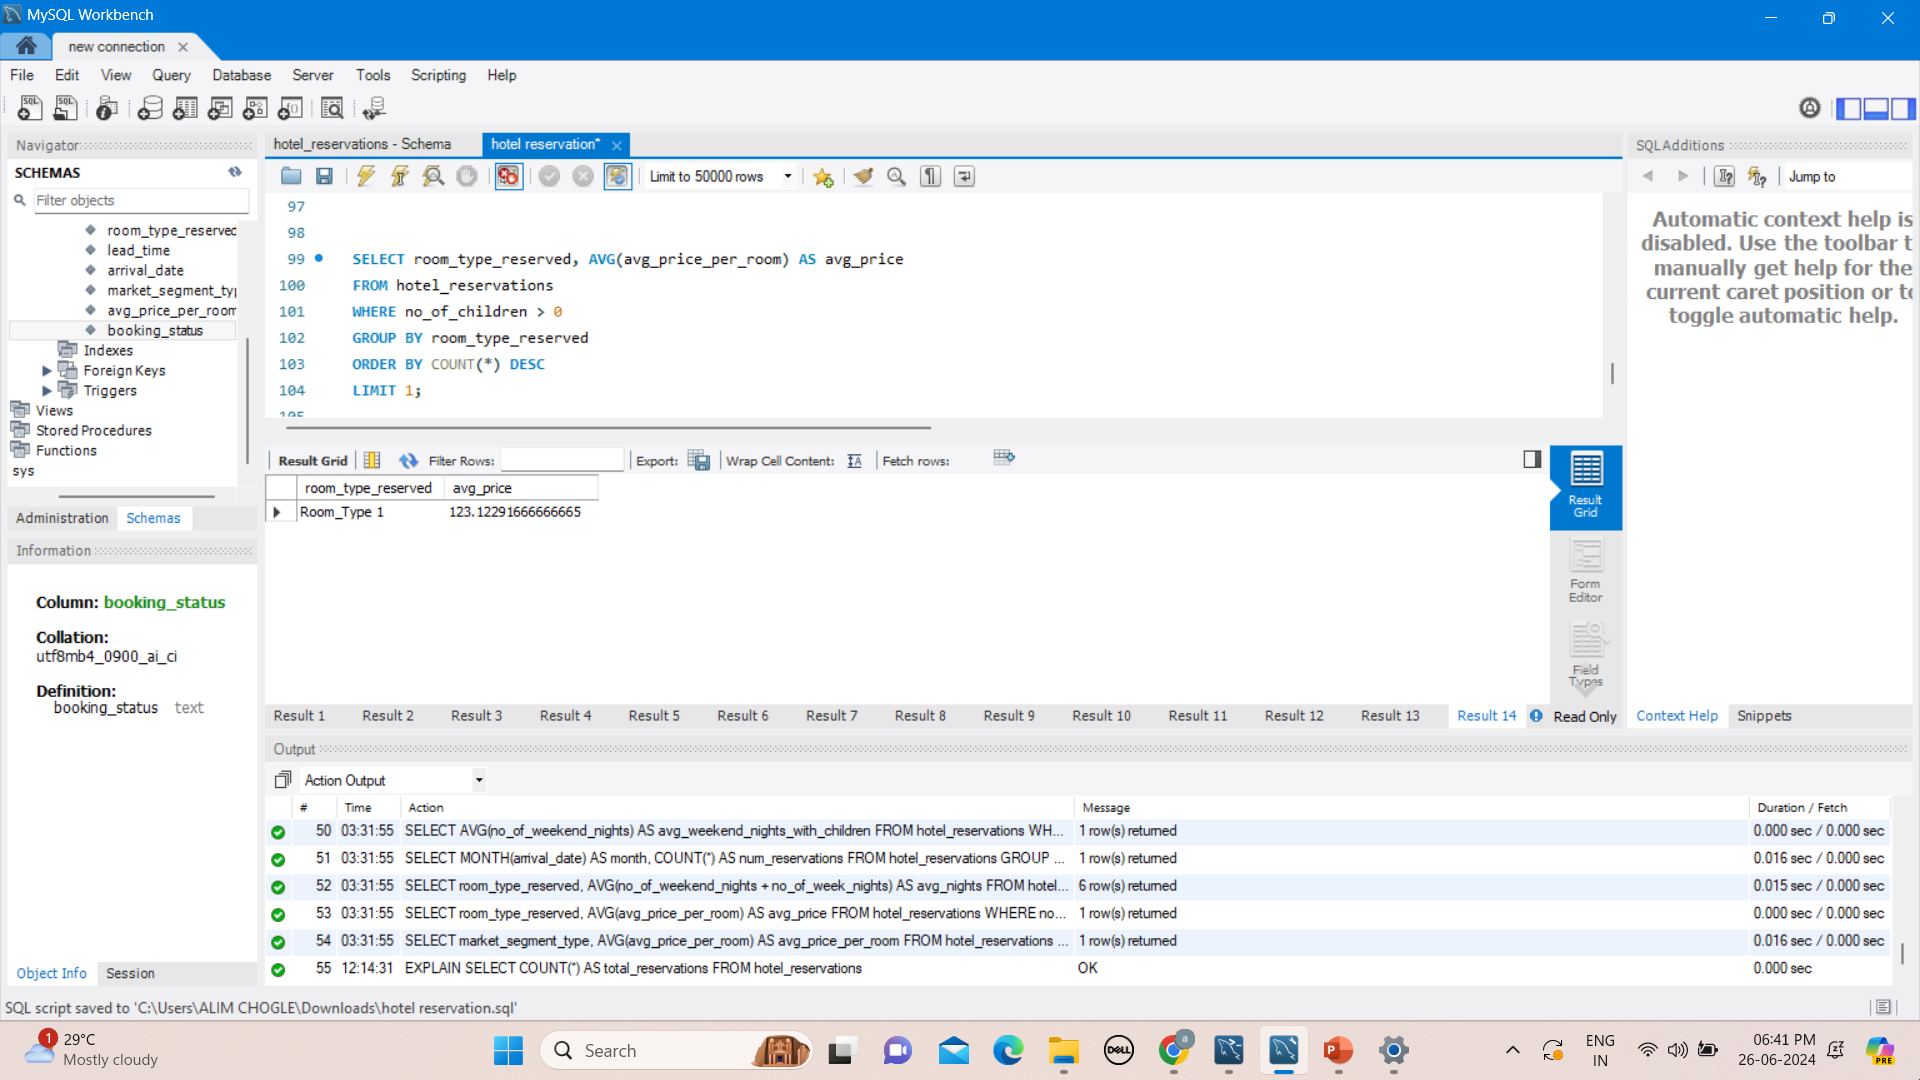 MySQL Workbench
new connection
File Edit View Query Database Server Tools Scripting Help
Navigator
SCHEMAS
Filter objects
room_type_reserved
lead_time
arrival_date
market_segment_typ
avg_price_per_room
booking_status
Indexes
Foreign Keys
Triggers
Views
Stored Procedures
Functions
sys
Administration Schemas
Information
Column: booking_status
Collation:
utf8mb4_0900_ai_ci
Definition:
booking_status text
Object Info Session
hotel_reservations - Schema hotel reservation*
Limit to 50000 rows
97
98
99 SELECT room_type_reserved, AVG(avg_price_per_room) AS avg_price
100 FROM hotel_reservations
101 WHERE no_of_children > 0
102 GROUP BY room_type_reserved
103 ORDER BY COUNT(*) DESC
104 LIMIT 1;
105
Result Grid Filter Rows: Export: Wrap Cell Content: Fetch rows:
room_type_reserved avg_price
Room_Type 1 123.12291666666665
Result Grid
Form Editor
Field Types
Result 1 Result 2 Result 3 Result 4 Result 5 Result 6 Result 7 Result 8 Result 9 Result 10 Result 11 Result 12 Result 13 Result 14 Read Only
SQLAdditions
Jump to
Automatic context help is
disabled. Use the toolbar t
manually get help for the
current caret position or to
toggle automatic help.
Context Help Snippets
Output
Action Output
# Time Action Message Duration / Fetch
50 03:31:55 SELECT AVG(no_of_weekend_nights) AS avg_weekend_nights_with_children FROM hotel_reservations WH... 1 row(s) returned 0.000 sec / 0.000 sec
51 03:31:55 SELECT MONTH(arrival_date) AS month, COUNT(*) AS num_reservations FROM hotel_reservations GROUP ... 1 row(s) returned 0.016 sec / 0.000 sec
52 03:31:55 SELECT room_type_reserved, AVG(no_of_weekend_nights + no_of_week_nights) AS avg_nights FROM hotel... 6 row(s) returned 0.015 sec / 0.000 sec
53 03:31:55 SELECT room_type_reserved, AVG(avg_price_per_room) AS avg_price FROM hotel_reservations WHERE no... 1 row(s) returned 0.000 sec / 0.000 sec
54 03:31:55 SELECT market_segment_type, AVG(avg_price_per_room) AS avg_price_per_room FROM hotel_reservations ... 1 row(s) returned 0.016 sec / 0.000 sec
55 12:14:31 EXPLAIN SELECT COUNT(*) AS total_reservations FROM hotel_reservations OK 0.000 sec
SQL script saved to 'C:\Users\ALIM CHOGLE\Downloads\hotel reservation.sql'
1 29°C
Mostly cloudy
Search
DELL
a
ENG
IN
06:41 PM
26-06-2024
PRE